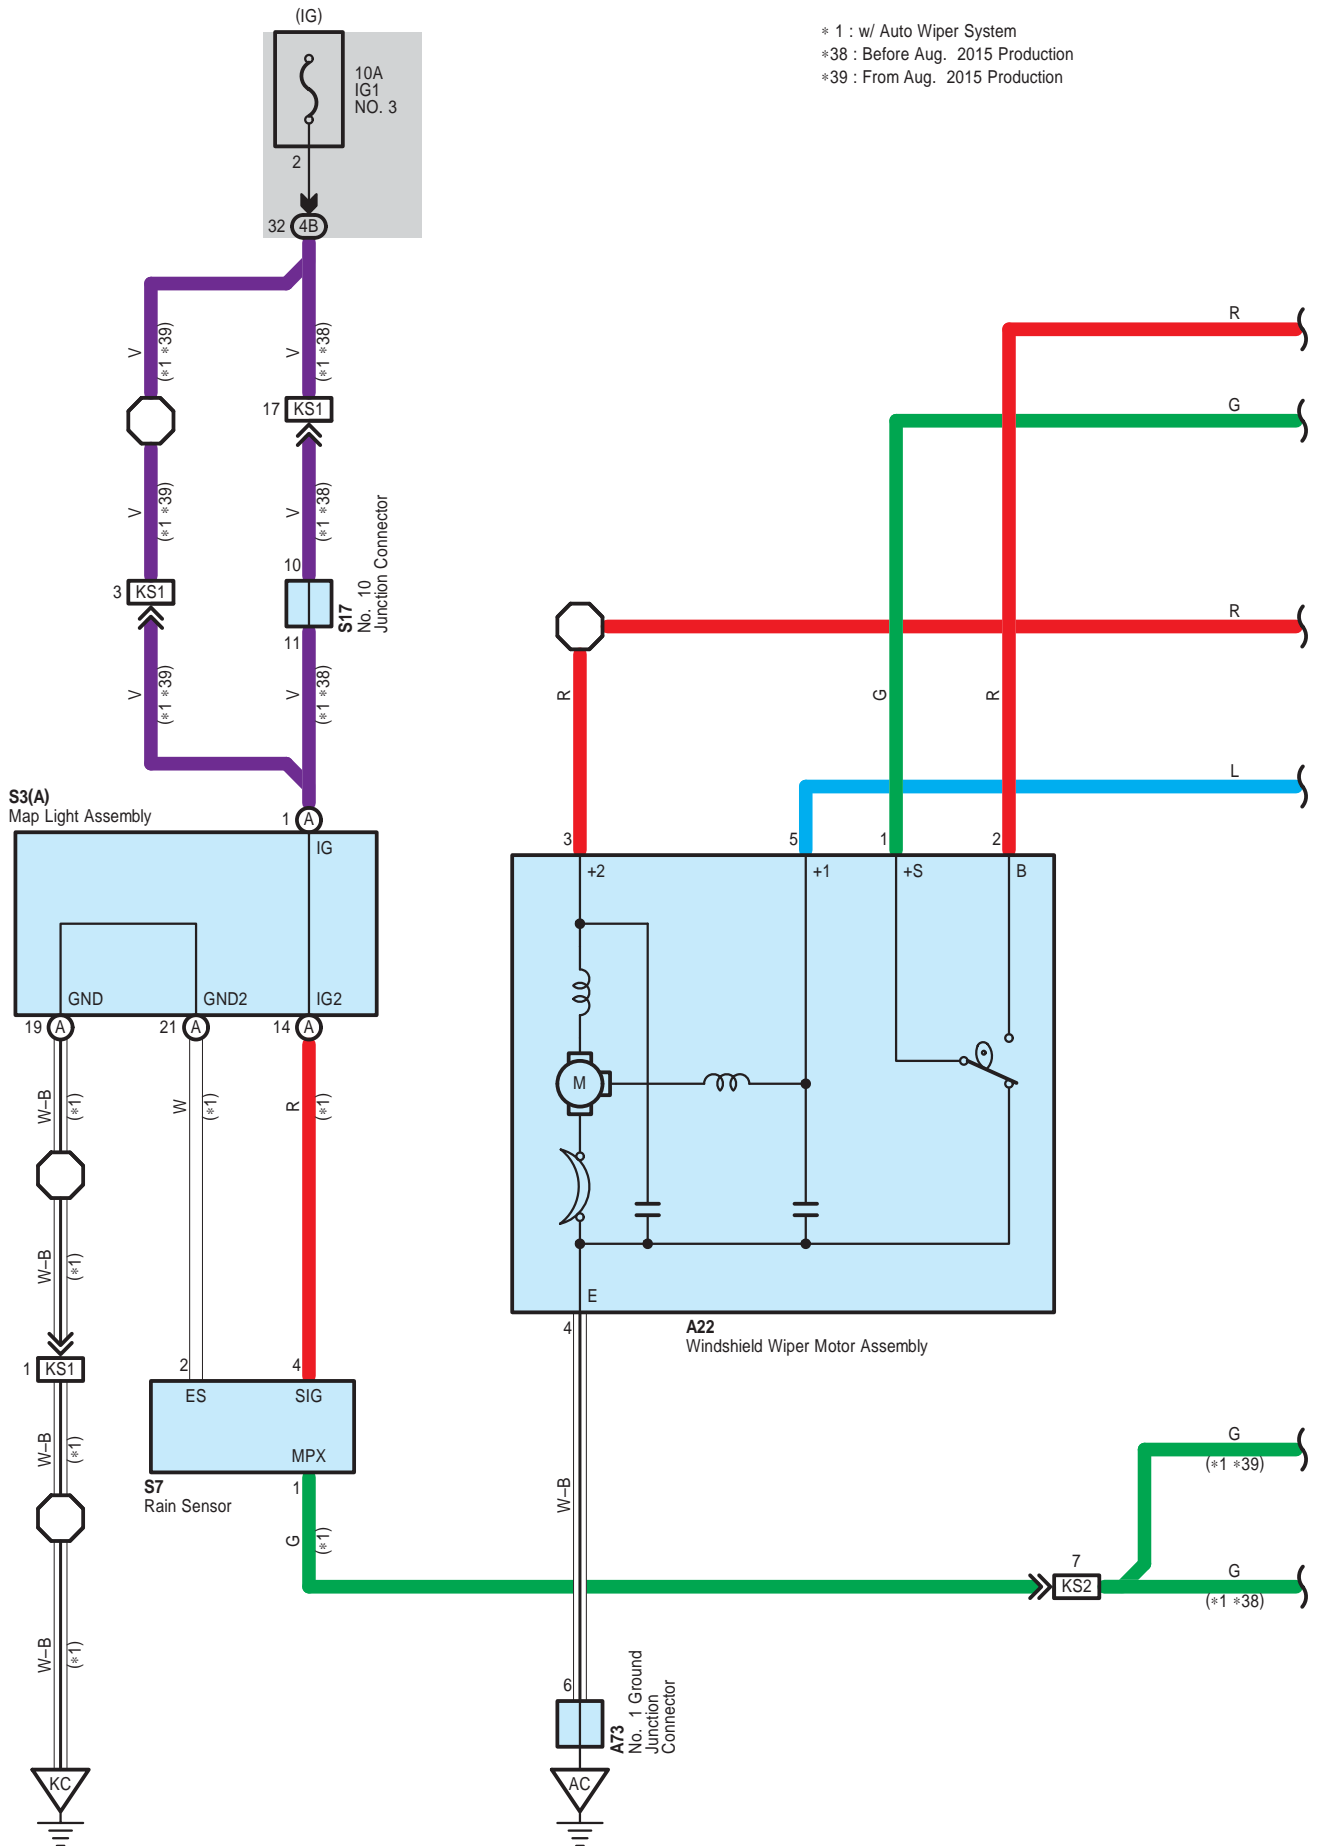 (IG)
* 1 : w/ Auto Wiper System
*38 : Before Aug. 2015 Production
*39 : From Aug. 2015 Production
10A
IG1
NO. 3
2
32 4B
V
(*1 *39)
V
(*1 *38)
17 KS1
V
(*1 *39)
V
(*1 *38)
10
S17
No. 10
Junction Connector
11
3 KS1
V
(*1 *39)
V
(*1 *38)
R
G
R
L
R
G
R
S3(A)
Map Light Assembly
1 A
IG
GND
GND2
IG2
19 A
21 A
14 A
3
5
1
2
+2
+1
+S
B
M
E
4
A22
Windshield Wiper Motor Assembly
W-B
(*1)
W
(*1)
R
(*1)
W-B
(*1)
1 KS1
2
4
ES
SIG
MPX
S7
Rain Sensor
1
W-B
(*1)
G
(*1)
W-B
G
(*1 *39)
7
KS2
G
(*1 *38)
W-B
(*1)
6
A73
No. 1 Ground
Junction
Connector
KC
AC